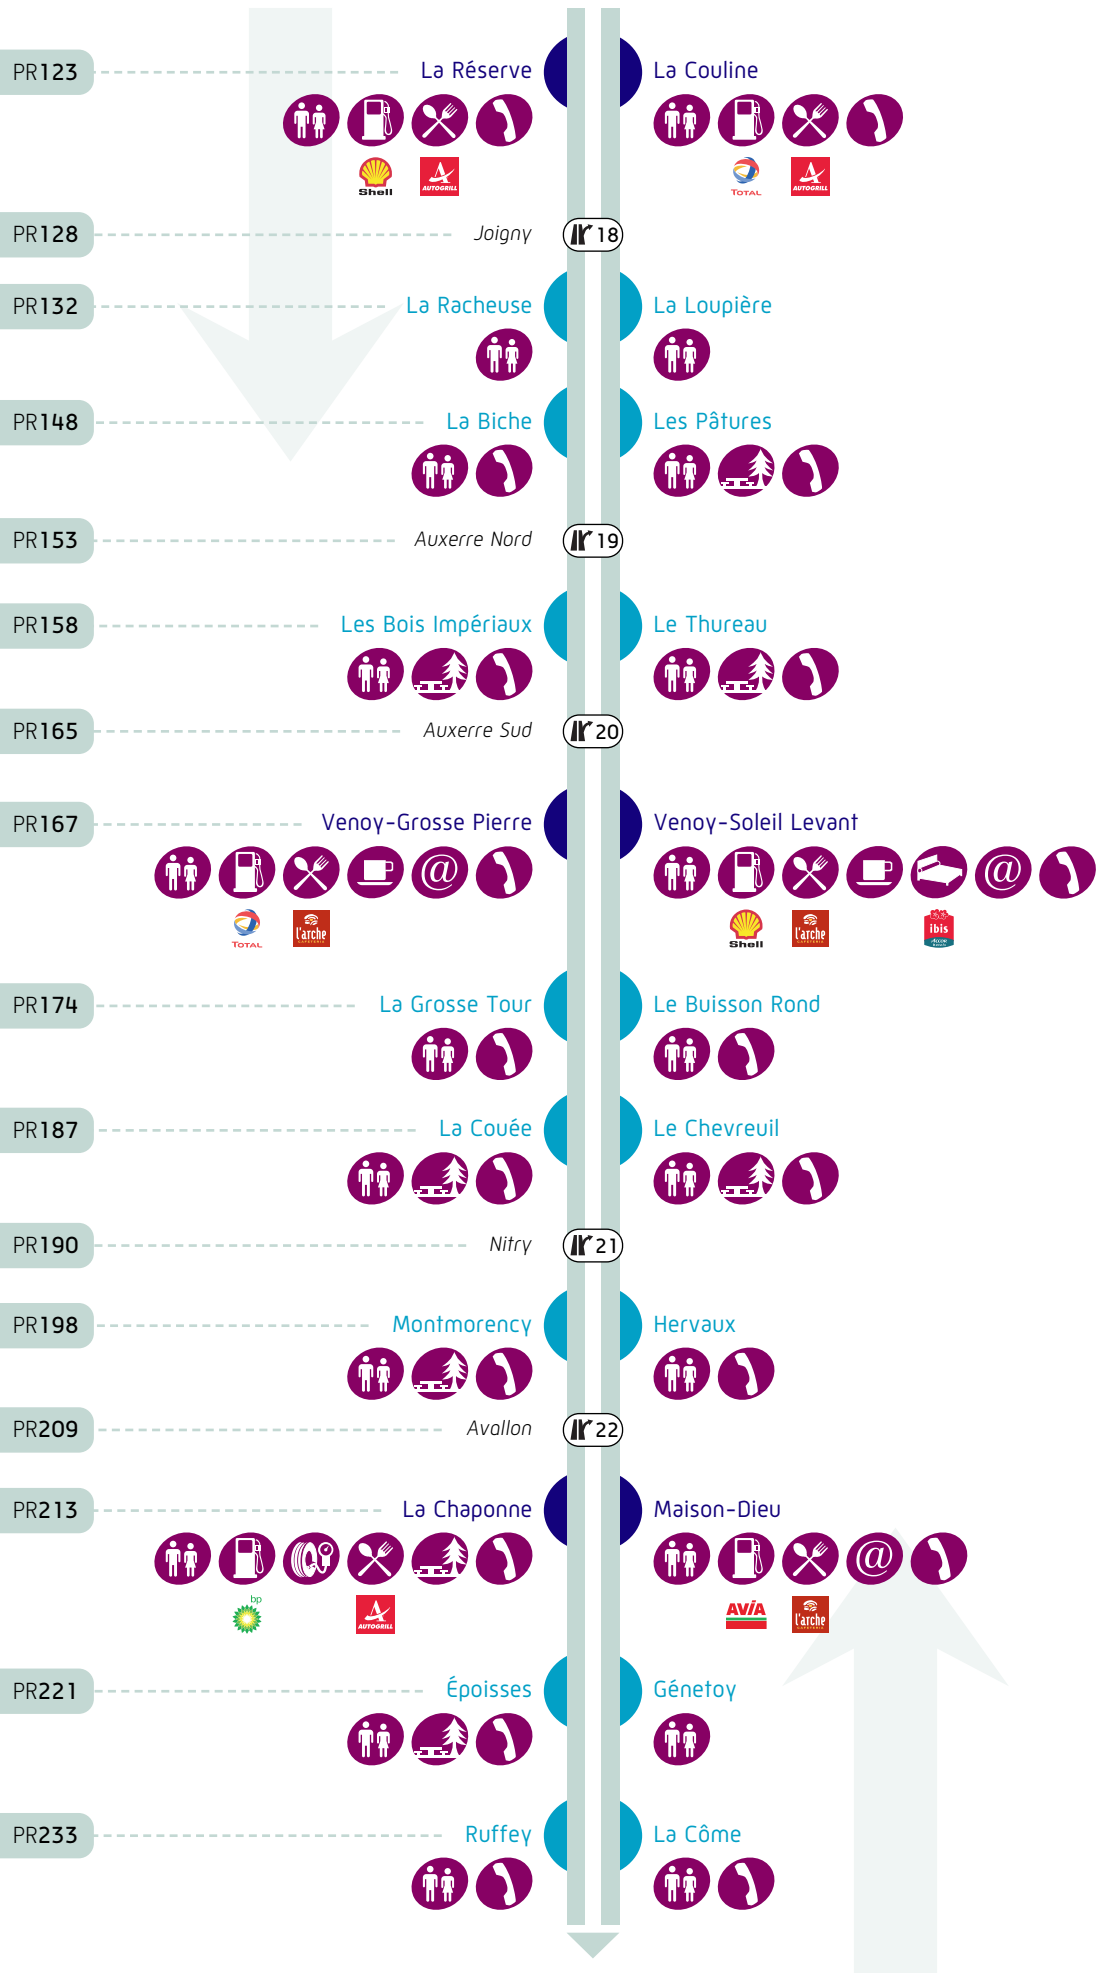 PR123 La Réserve La Couline
Shell AUTOGRILL TOTAL AUTOGRILL
PR128 Joigny 18
PR132 La Racheuse La Loupière
PR148 La Biche Les Pâtures
PR153 Auxerre Nord 19
PR158 Les Bois Impériaux Le Thureau
PR165 Auxerre Sud 20
PR167 Venoy-Grosse Pierre Venoy-Soleil Levant
@ @
TOTAL l'arche CAFETERIA Shell l'arche CAFETERIA ibis ACCOR
PR174 La Grosse Tour Le Buisson Rond
PR187 La Couée Le Chevreuil
PR190 Nitry 21
PR198 Montmorency Hervaux
PR209 Avallon 22
PR213 La Chaponne Maison-Dieu
@
bp AUTOGRILL AVIA l'arche CAFETERIA
PR221 Époisses Génetoy
PR233 Ruffey La Côme